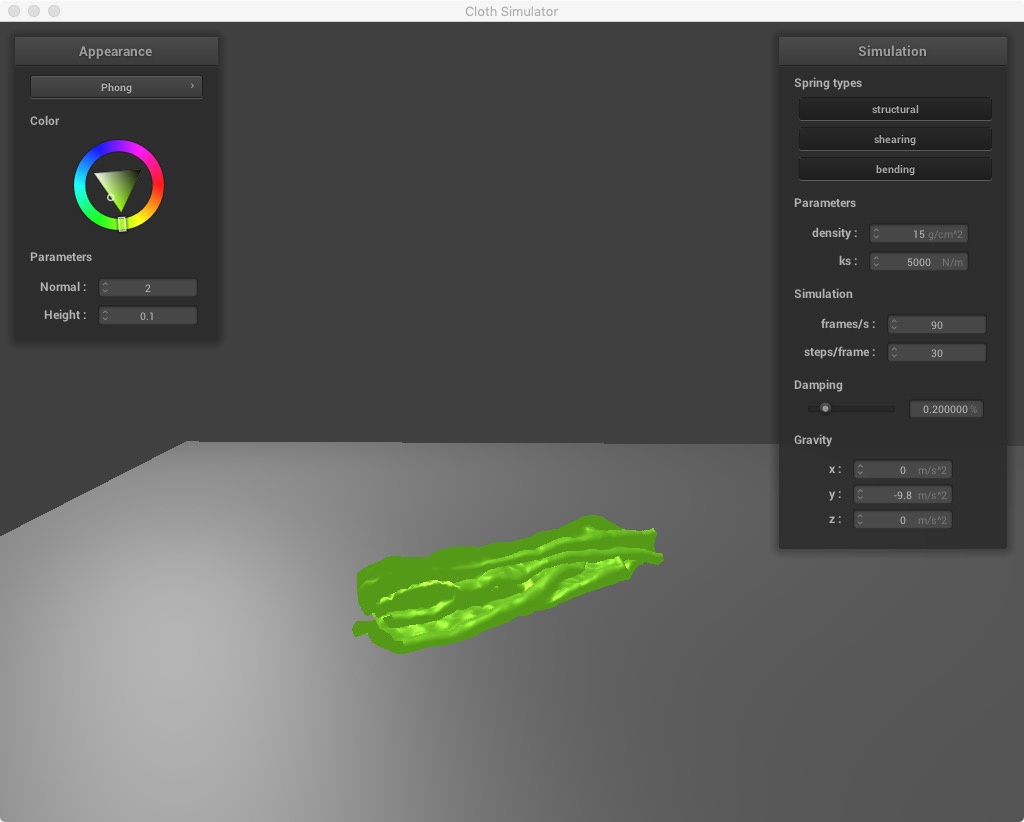 Cloth Simulator
Appearance
Phong
Color
Parameters
Normal : 2
Height : 0.1
Simulation
Spring types
structural
shearing
bending
Parameters
density : 15 g/cm^2
ks : 5000 N/m
Simulation
frames/s : 90
steps/frame : 30
Damping
0.200000 %
Gravity
x : 0 m/s^2
y : -9.8 m/s^2
z : 0 m/s^2